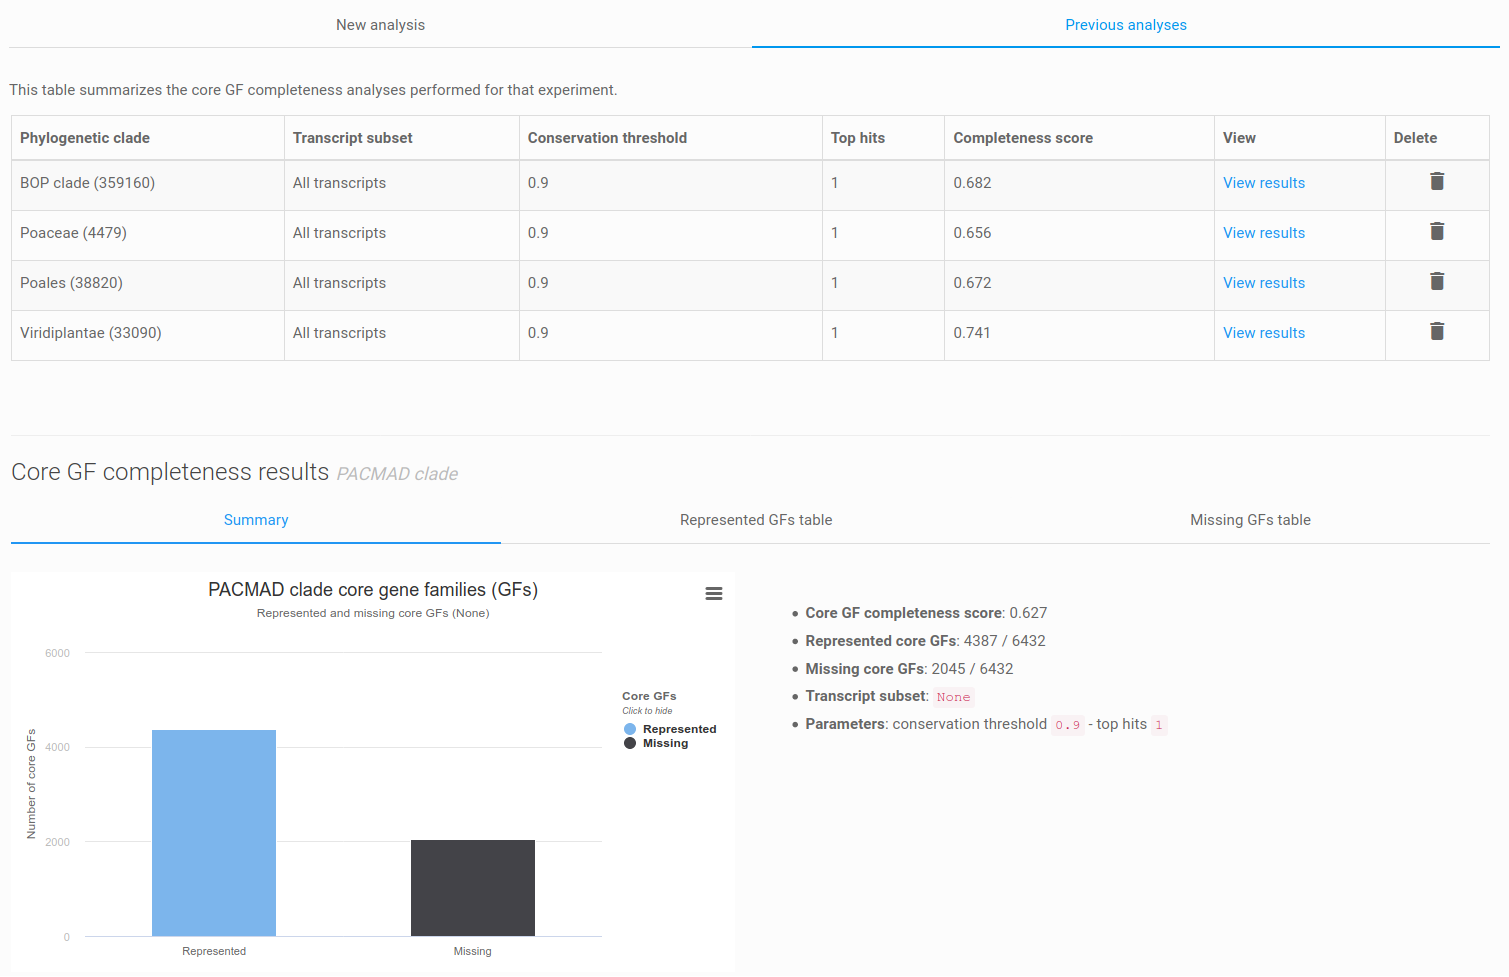 New analysis
Previous analyses
This table summarizes the core GF completeness analyses performed for that experiment.
Phylogenetic clade Transcript subset Conservation threshold Top hits Completeness score View Delete
BOP clade (359160) All transcripts 0.9 1 0.682 View results
Poaceae (4479) All transcripts 0.9 1 0.656 View results
Poales (38820) All transcripts 0.9 1 0.672 View results
Viridiplantae (33090) All transcripts 0.9 1 0.741 View results
Core GF completeness results PACMAD clade
Summary
Represented GFs table
Missing GFs table
PACMAD clade core gene families (GFs)
Represented and missing core GFs (None)
Number of core GFs
6000
4000
2000
0
Represented
Missing
Core GFs
Click to hide
Represented
Missing
Core GF completeness score: 0.627
Represented core GFs: 4387 / 6432
Missing core GFs: 2045 / 6432
Transcript subset: None
Parameters: conservation threshold 0.9 - top hits 1